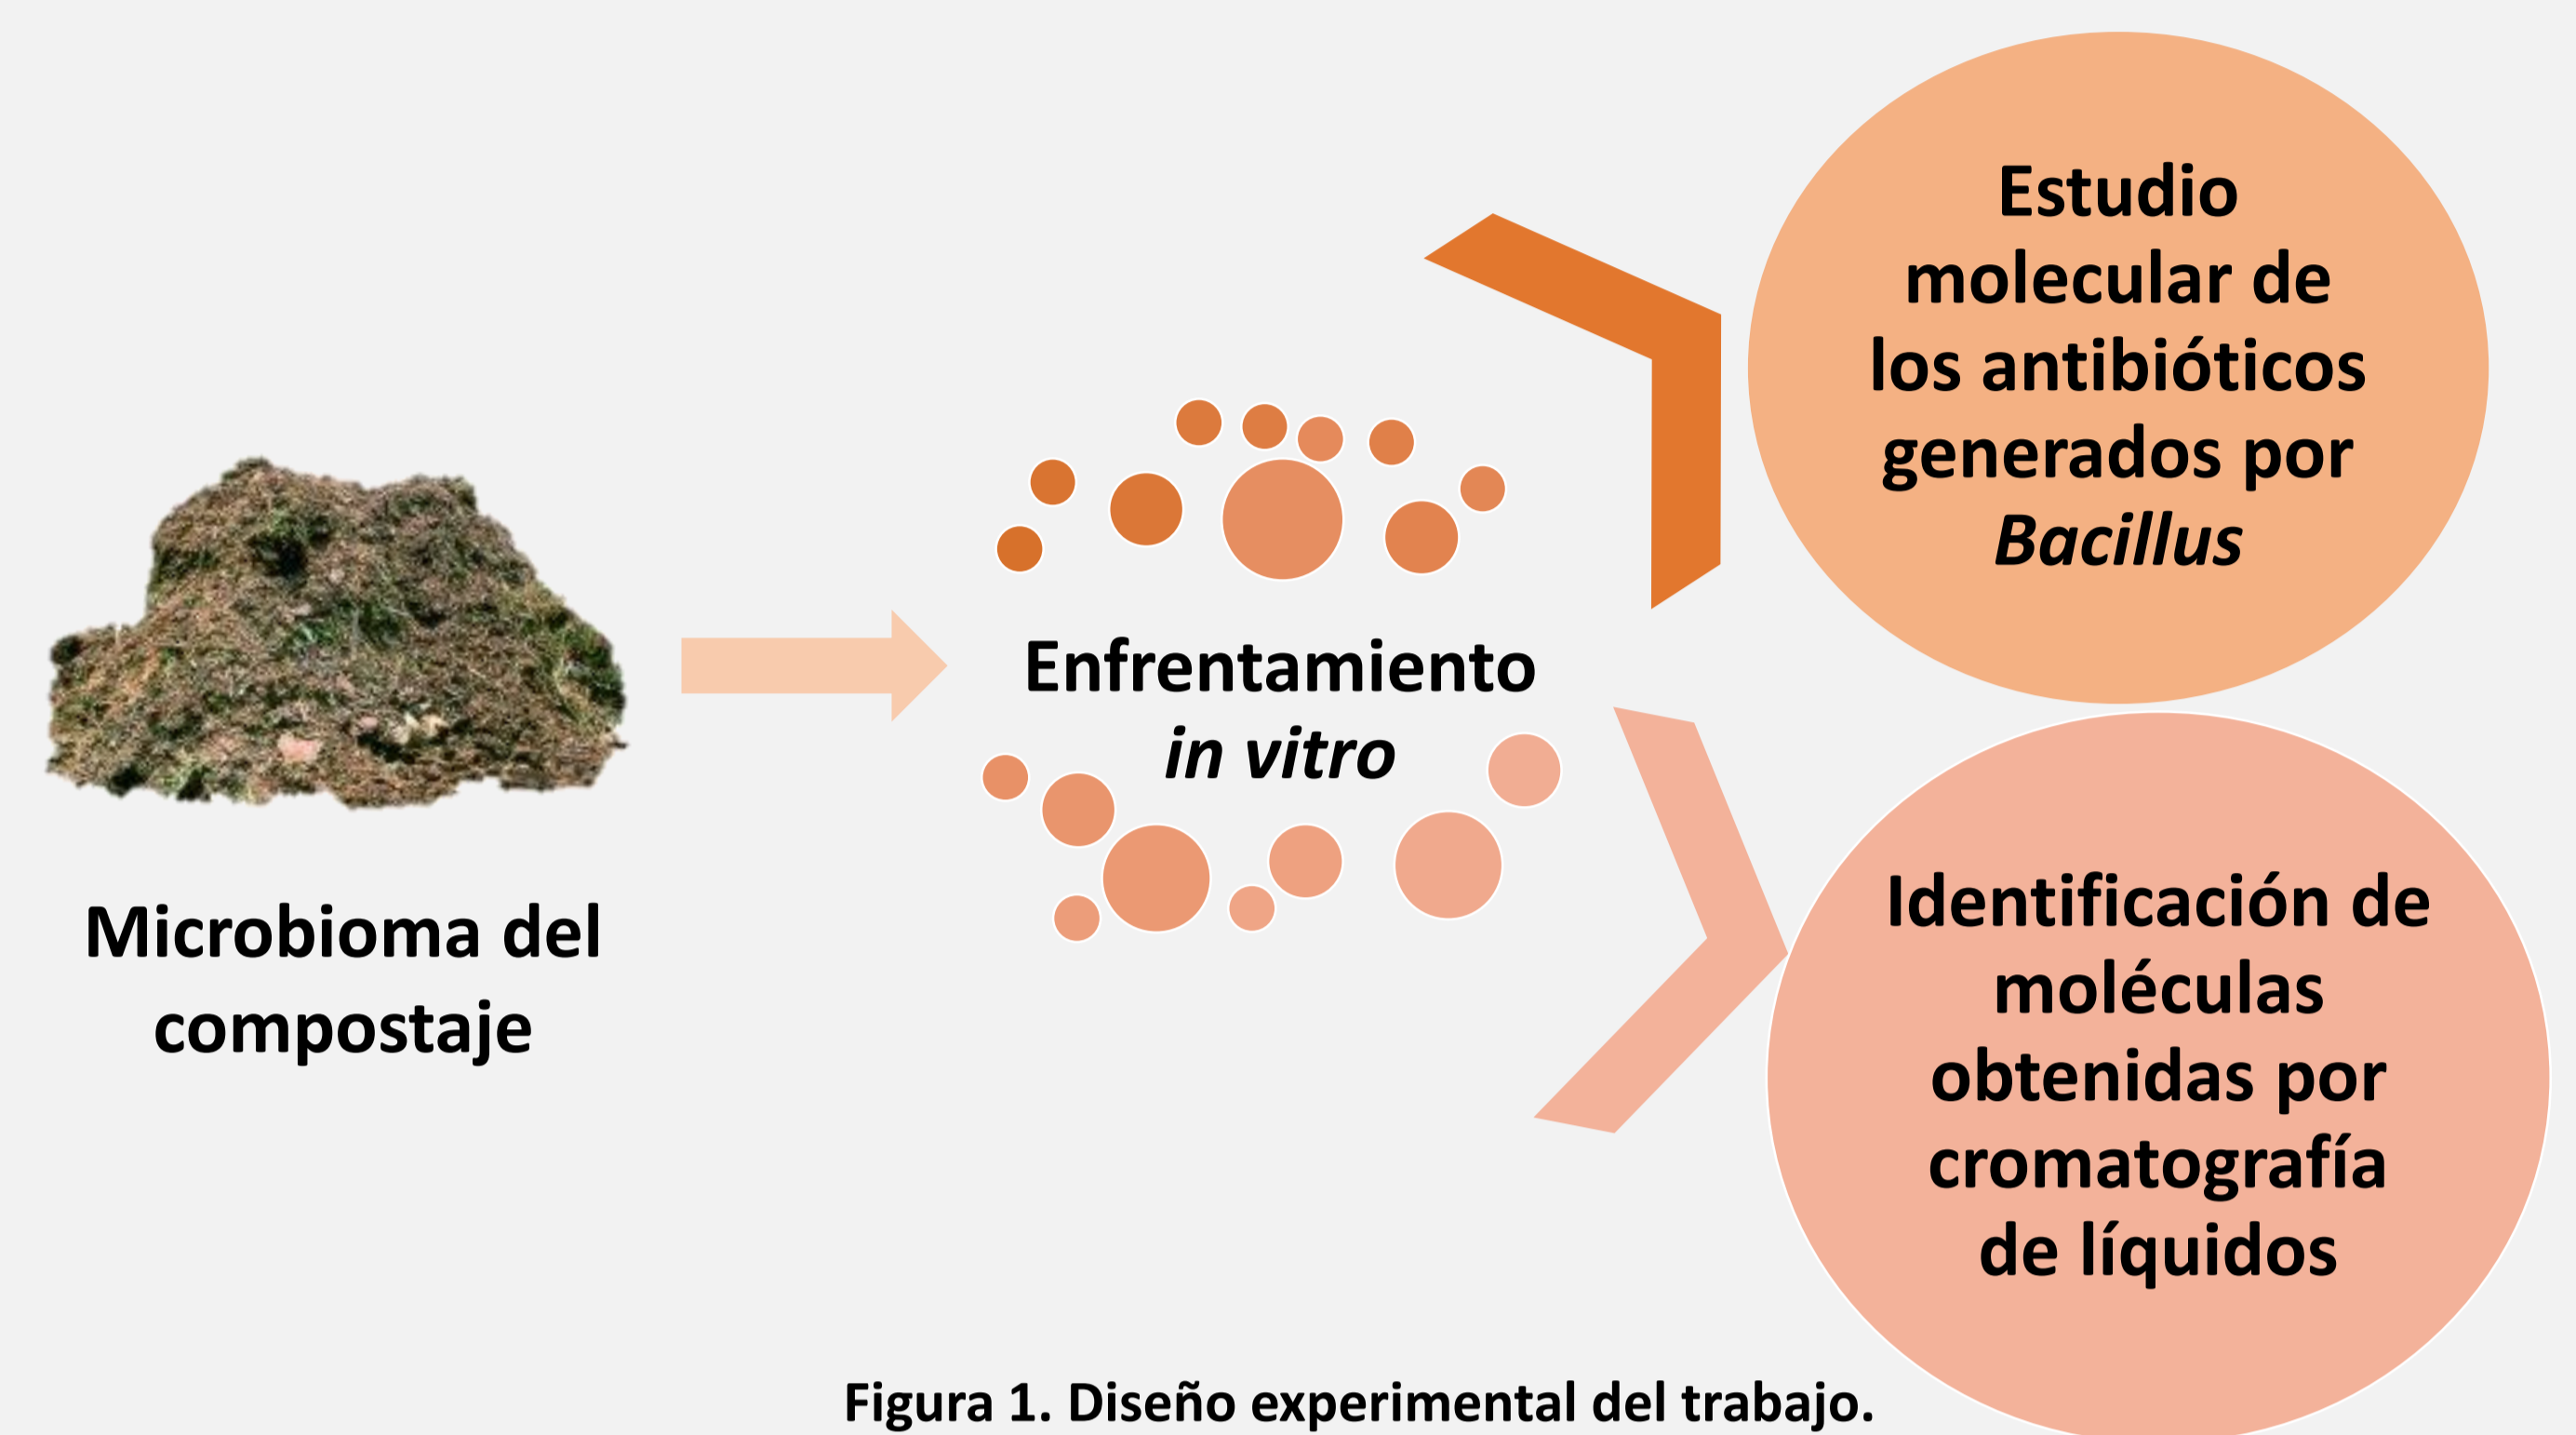 Microbioma del
compostaje
Enfrentamiento
in vitro
Estudio
molecular de
los antibióticos
generados por
Bacillus
Identificación de
moléculas
obtenidas por
cromatografía
de líquidos
Figura 1. Diseño experimental del trabajo.